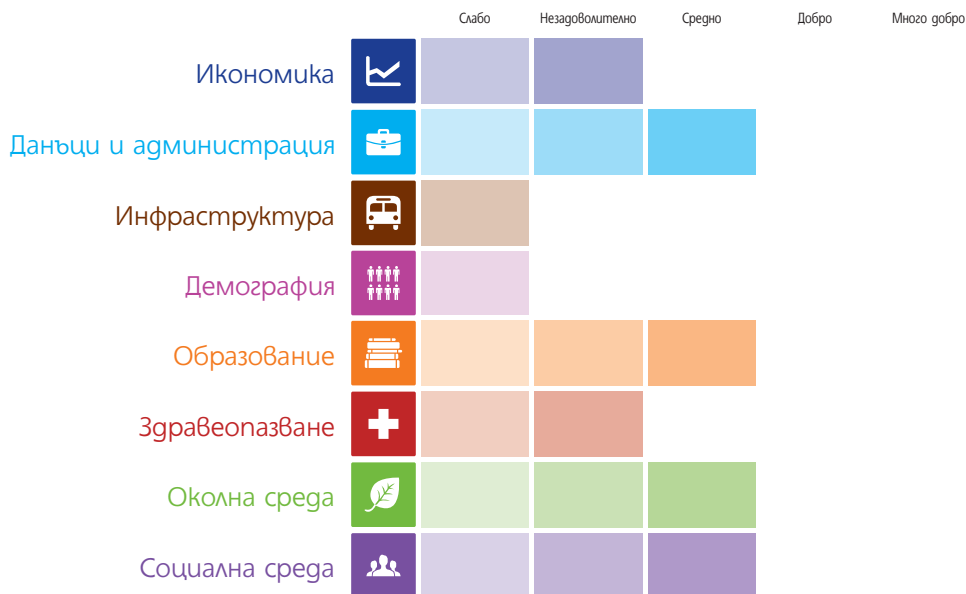 Слабо Незадоволително Средно Добро Много добро
Икономика
Данъци и администрация
Инфраструктура
Демография
Образование
Здравеопазване
Околна среда
Социална среда